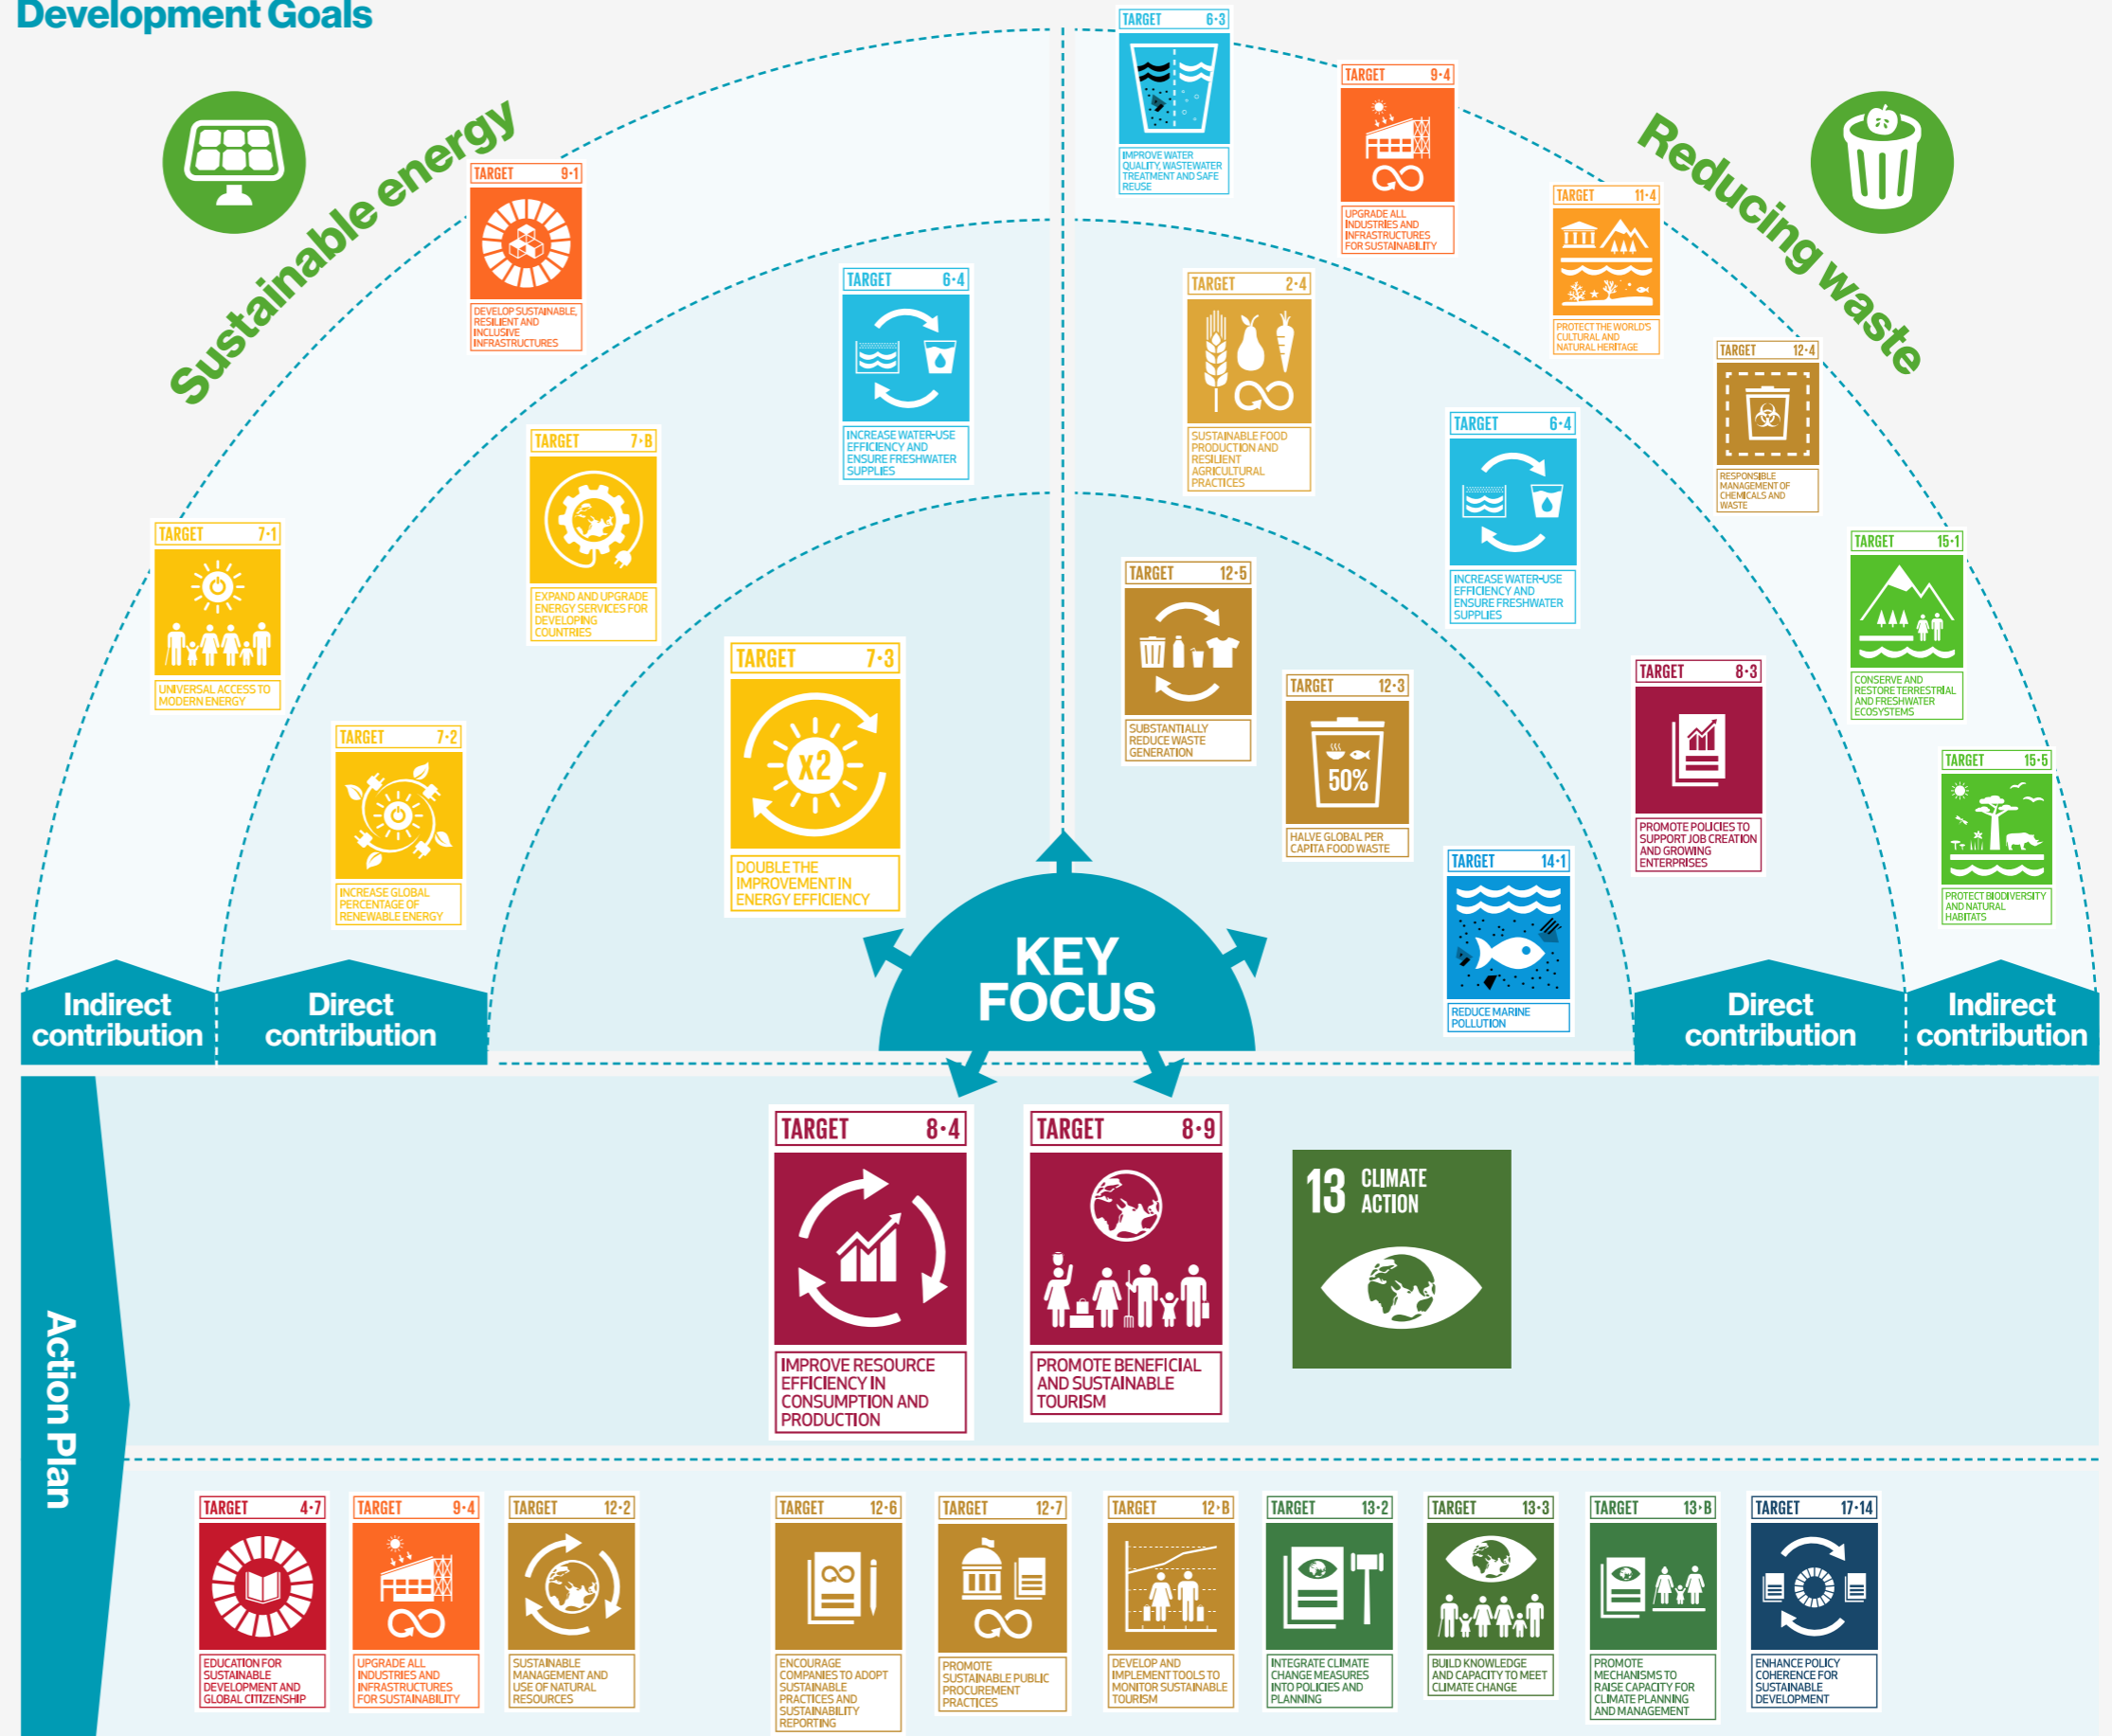 Development Goals
Sustainable energy
Reducing waste
TARGET 6·3
IMPROVE WATER
QUALITY, WASTEWATER
TREATMENT AND SAFE
REUSE
TARGET 9·4
UPGRADE ALL
INDUSTRIES AND
INFRASTRUCTURES
FOR SUSTAINABILITY
TARGET 9·1
DEVELOP SUSTAINABLE,
RESILIENT AND
INCLUSIVE
INFRASTRUCTURES
TARGET 11·4
PROTECT THE WORLD'S
CULTURAL AND
NATURAL HERITAGE
TARGET 6·4
INCREASE WATER-USE
EFFICIENCY AND
ENSURE FRESHWATER
SUPPLIES
TARGET 2·4
SUSTAINABLE FOOD
PRODUCTION AND
RESILIENT
AGRICULTURAL
PRACTICES
TARGET 12·4
RESPONSIBLE
MANAGEMENT OF
CHEMICALS AND
WASTE
TARGET 7·B
EXPAND AND UPGRADE
ENERGY SERVICES FOR
DEVELOPING
COUNTRIES
TARGET 6·4
INCREASE WATER-USE
EFFICIENCY AND
ENSURE FRESHWATER
SUPPLIES
TARGET 7·1
UNIVERSAL ACCESS TO
MODERN ENERGY
TARGET 15·1
CONSERVE AND
RESTORE TERRESTRIAL
AND FRESHWATER
ECOSYSTEMS
TARGET 12·5
SUBSTANTIALLY
REDUCE WASTE
GENERATION
TARGET 7·3
x2
DOUBLE THE
IMPROVEMENT IN
ENERGY EFFICIENCY
TARGET 12·3
50%
HALVE GLOBAL PER
CAPITA FOOD WASTE
TARGET 8·3
PROMOTE POLICIES TO
SUPPORT JOB CREATION
AND GROWING
ENTERPRISES
TARGET 7·2
INCREASE GLOBAL
PERCENTAGE OF
RENEWABLE ENERGY
TARGET 15·5
PROTECT BIODIVERSITY
AND NATURAL
HABITATS
TARGET 14·1
REDUCE MARINE
POLLUTION
KEY
FOCUS
Indirect
contribution
Direct
contribution
Direct
contribution
Indirect
contribution
Action Plan
TARGET 8·4
IMPROVE RESOURCE
EFFICIENCY IN
CONSUMPTION AND
PRODUCTION
TARGET 8·9
PROMOTE BENEFICIAL
AND SUSTAINABLE
TOURISM
13 CLIMATE
ACTION
TARGET 4·7
EDUCATION FOR
SUSTAINABLE
DEVELOPMENT AND
GLOBAL CITIZENSHIP
TARGET 9·4
UPGRADE ALL
INDUSTRIES AND
INFRASTRUCTURES
FOR SUSTAINABILITY
TARGET 12·2
SUSTAINABLE
MANAGEMENT AND
USE OF NATURAL
RESOURCES
TARGET 12·6
ENCOURAGE
COMPANIES TO ADOPT
SUSTAINABLE
PRACTICES AND
SUSTAINABILITY
REPORTING
TARGET 12·7
PROMOTE
SUSTAINABLE PUBLIC
PROCUREMENT
PRACTICES
TARGET 12·B
DEVELOP AND
IMPLEMENT TOOLS TO
MONITOR SUSTAINABLE
TOURISM
TARGET 13·2
INTEGRATE CLIMATE
CHANGE MEASURES
INTO POLICIES AND
PLANNING
TARGET 13·3
BUILD KNOWLEDGE
AND CAPACITY TO MEET
CLIMATE CHANGE
TARGET 13·B
PROMOTE
MECHANISMS TO
RAISE CAPACITY FOR
CLIMATE PLANNING
AND MANAGEMENT
TARGET 17·14
ENHANCE POLICY
COHERENCE FOR
SUSTAINABLE
DEVELOPMENT